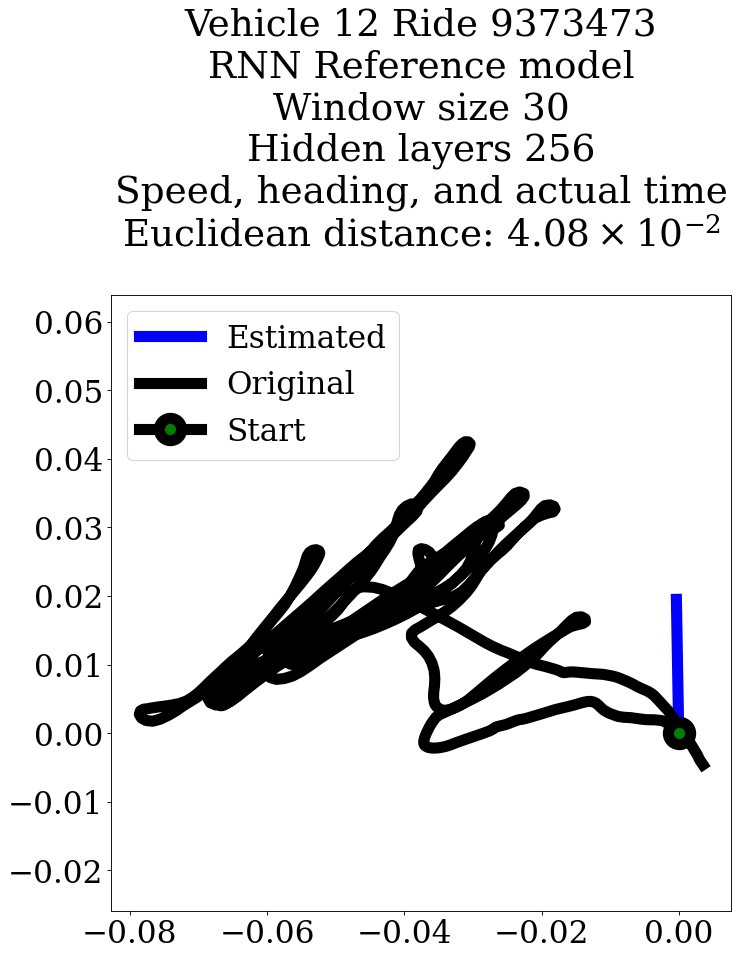 Vehicle 12 Ride 9373473
RNN Reference model
Window size 30
Hidden layers 256
Speed, heading, and actual time
Euclidean distance: 4.08 × 10⁻²
Estimated
Original
Start
0.06
0.05
0.04
0.03
0.02
0.01
0.00
−0.01
−0.02
−0.08 −0.06 −0.04 −0.02 0.00